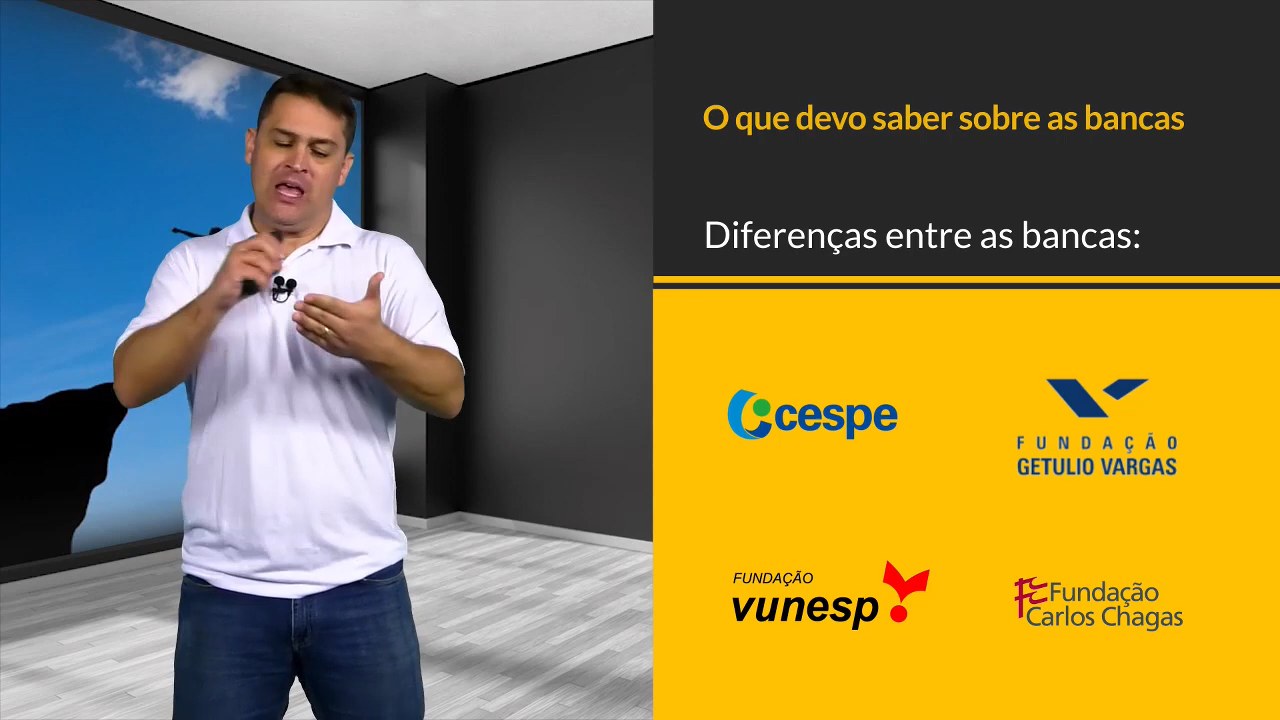 O que devo saber sobre as bancas
Diferenças entre as bancas:
cespe
FUNDAÇÃO
GETULIO VARGAS
FUNDAÇÃO
vunesp
Fundação
Carlos Chagas